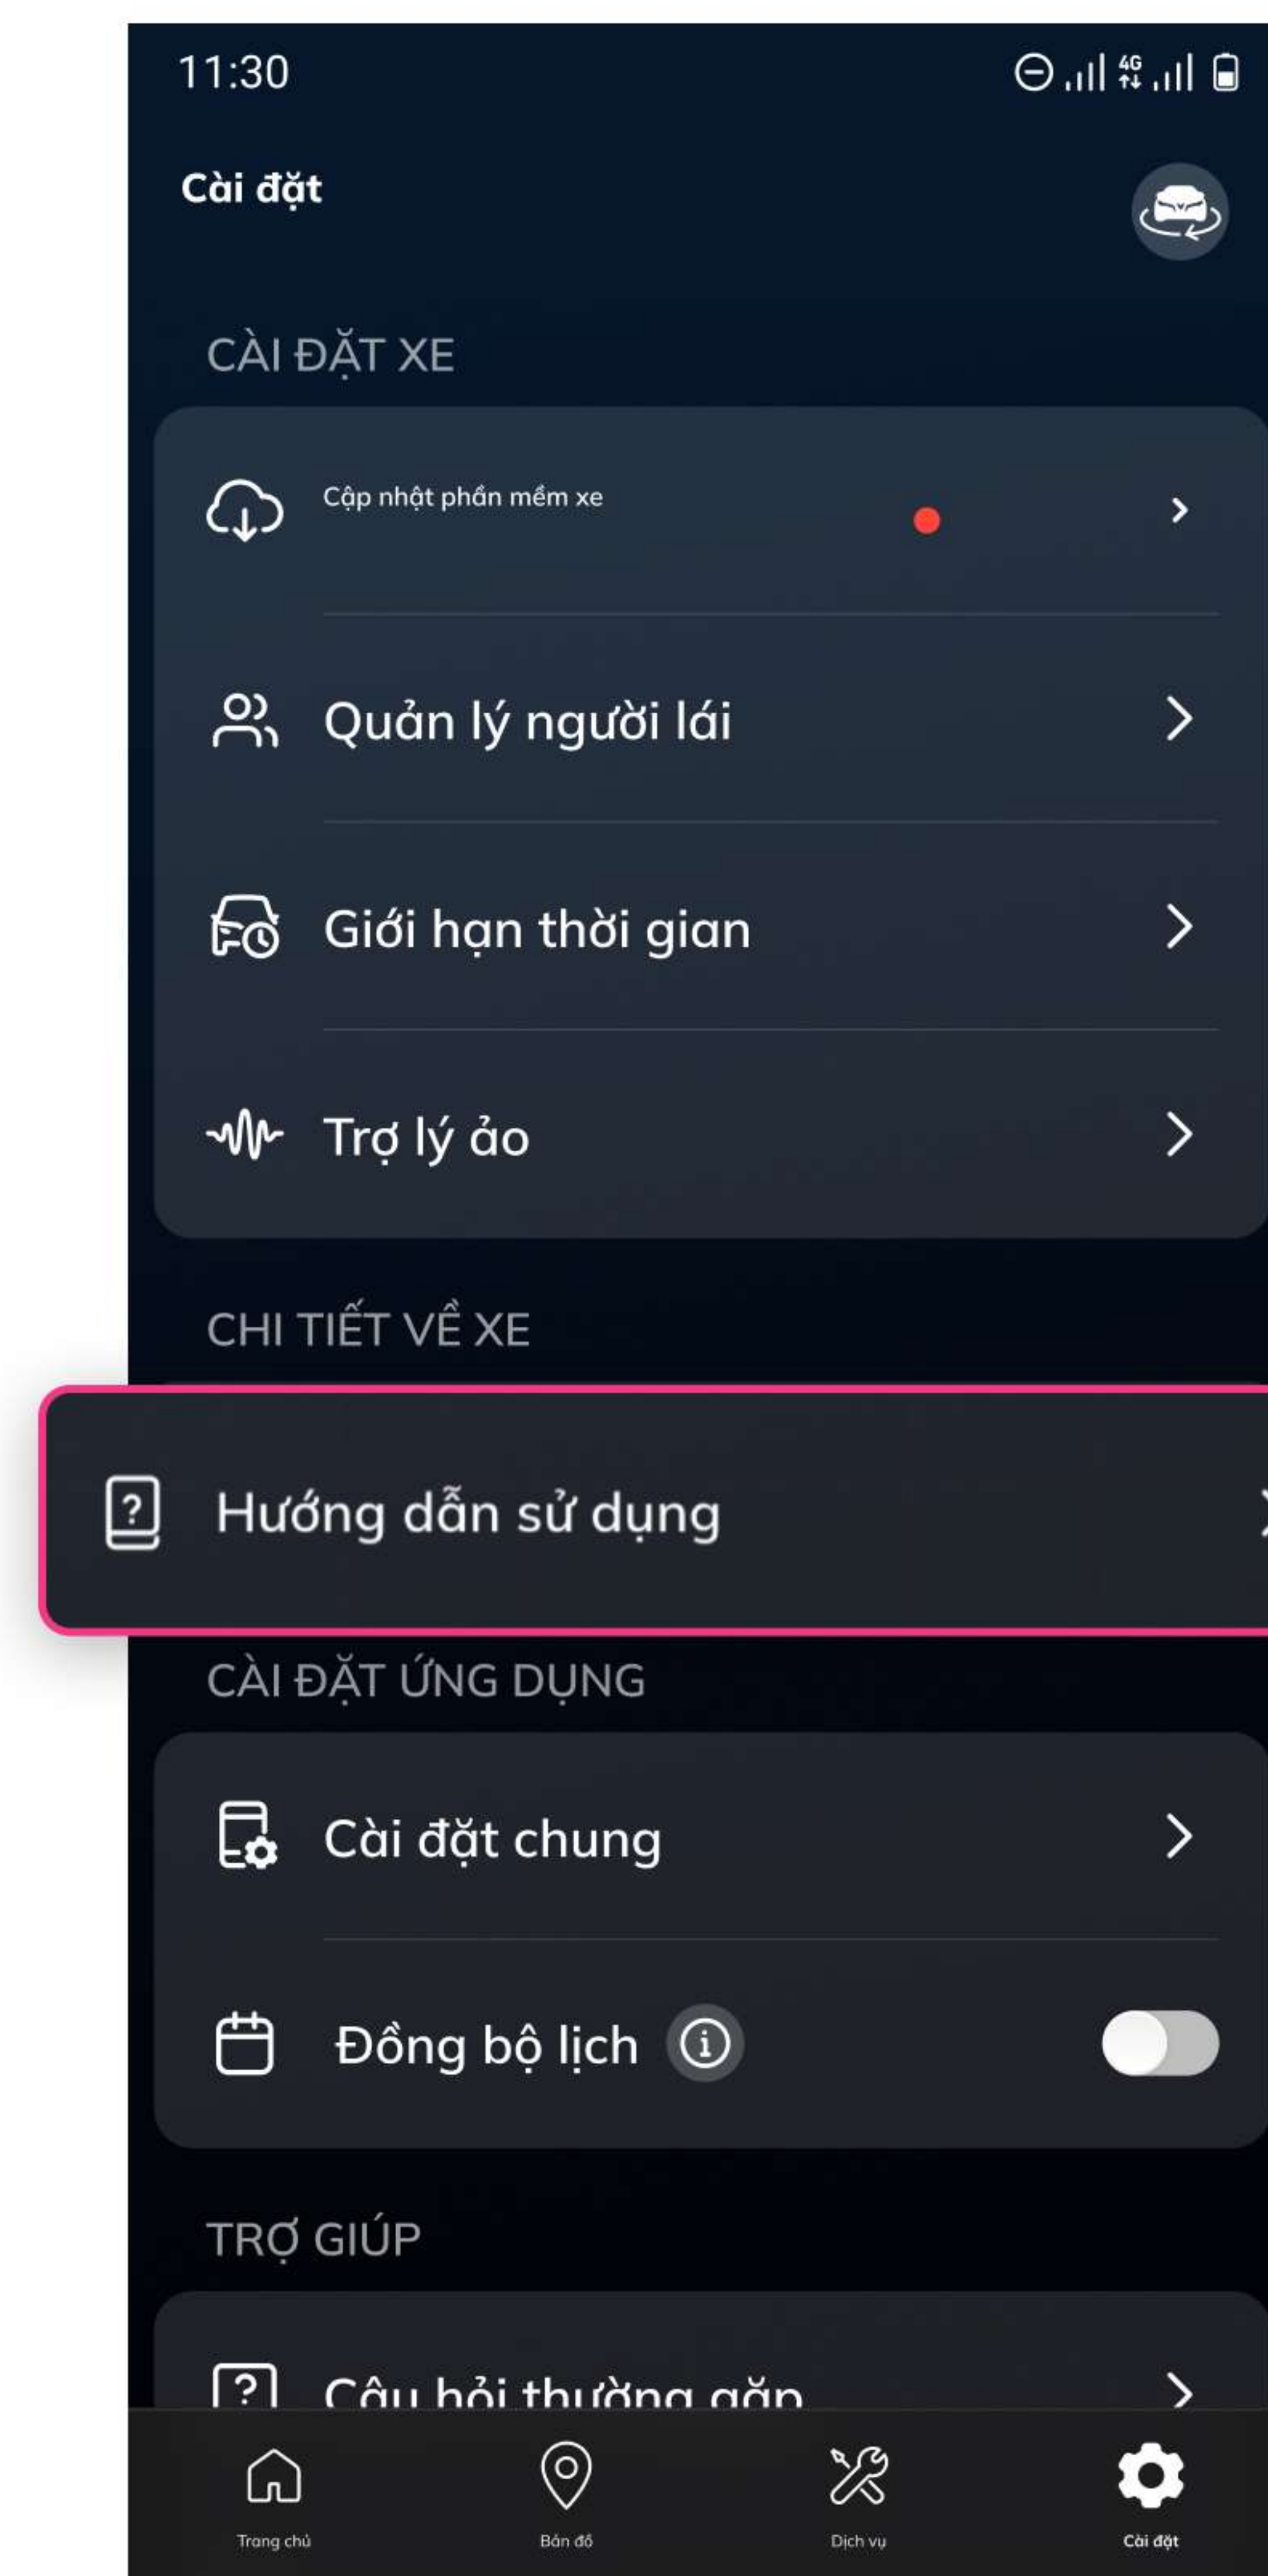 11:30
4G
Cài đặt
CÀI ĐẶT XE
Cập nhật phần mềm xe
Quản lý người lái
Giới hạn thời gian
Trợ lý ảo
CHI TIẾT VỀ XE
Hướng dẫn sử dụng
CÀI ĐẶT ỨNG DỤNG
Cài đặt chung
Đồng bộ lịch
TRỢ GIÚP
Câu hỏi thường gặp
Trang chủ
Bản đồ
Dịch vụ
Cài đặt